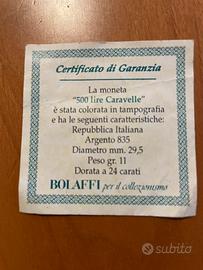 Certificato di Garanzia
La moneta
"500 lire Caravelle"
è stata colorata in tampografia
e ha le seguenti caratteristiche:
Repubblica Italiana
Argento 835
Diametro mm. 29,5
Peso gr. 11
Dorata a 24 carati
BOLAFFI per il collezionismo
subito